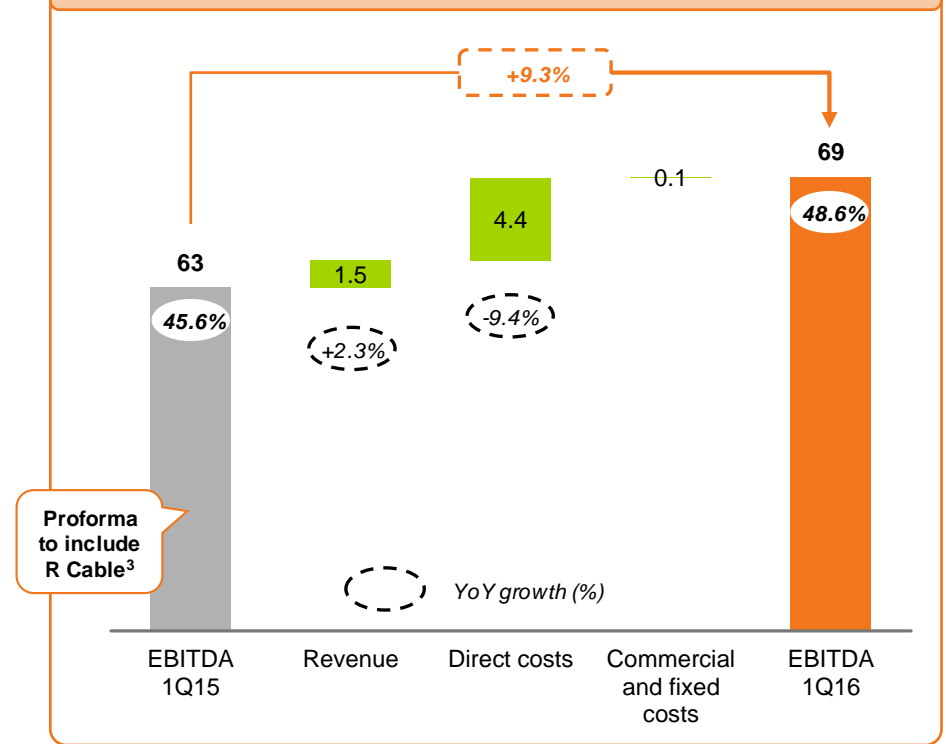 +9.3%
69
0.1
4.4
48.6%
63
1.5
45.6%
-9.4%
+2.3%
Proforma
to include
R Cable³
YoY growth (%)
EBITDA
1Q15
Revenue
Direct costs
Commercial
and fixed
costs
EBITDA
1Q16